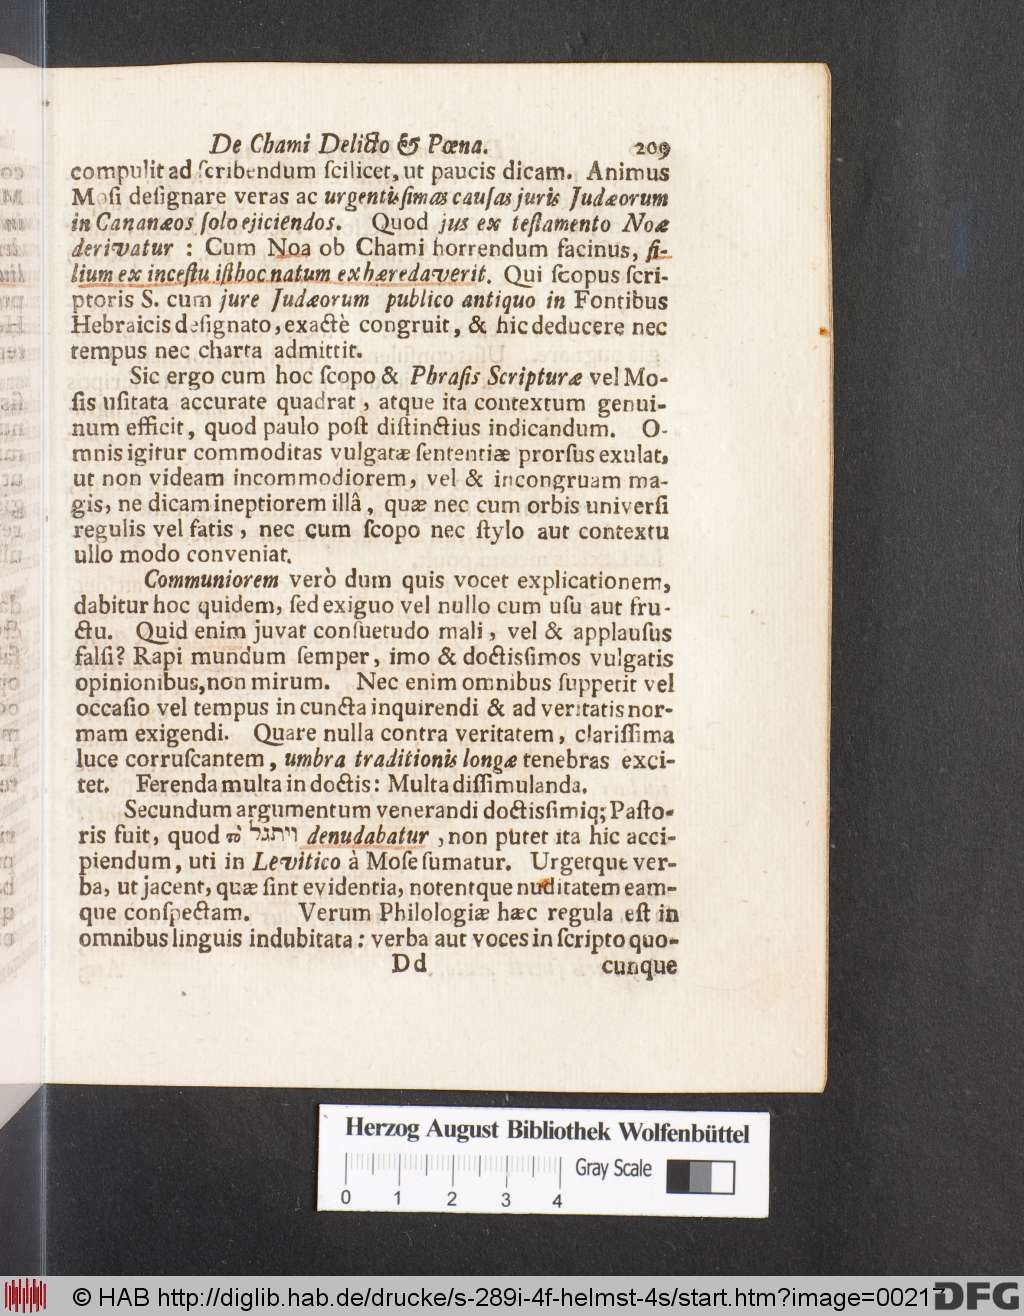 De Chami Delicto & Pœna. 209
compulit ad ſcribendum ſcilicet, ut paucis dicam. Animus
Moſi deſignare veras ac urgentisſimas cauſas juris Judæorum
in Cananæos ſolo ejiciendos. Quod jus ex teſtamento Noæ
derivatur : Cum Noa ob Chami horrendum facinus, fi-
lium ex inceſtu iſthoc natum exhæredaverit. Qui ſcopus ſcri-
ptoris S. cum jure Judæorum publico antiquo in Fontibus
Hebraicis deſignato, exactè congruit, & hic deducere nec
tempus nec charta admittit.
Sic ergo cum hoc ſcopo & Phraſis Scripturæ vel Mo-
ſis uſitata accurate quadrat, atque ita contextum genui-
num efficit, quod paulo poſt diſtinctius indicandum. O-
mnis igitur commoditas vulgatæ ſententiæ prorſus exulat,
ut non videam incommodiorem, vel & incongruam ma-
gis, ne dicam ineptiorem illâ, quæ nec cum orbis univerſi
regulis vel fatis, nec cum ſcopo nec ſtylo aut contextu
ullo modo conveniat.
Communiorem verò dum quis vocet explicationem,
dabitur hoc quidem, ſed exiguo vel nullo cum uſu aut fru-
ctu. Quid enim juvat conſuetudo mali, vel & applauſus
falſi? Rapi mundum ſemper, imo & doctisſimos vulgatis
opinionibus, non mirum. Nec enim omnibus ſuppetit vel
occaſio vel tempus in cuncta inquirendi & ad veritatis nor-
mam exigendi. Quare nulla contra veritatem, clariſſima
luce corruſcantem, umbra traditionis longæ tenebras exci-
tet. Ferenda multa in doctis: Multa diſſimulanda.
Secundum argumentum venerandi doctisſimiq; Paſto-
ris fuit, quod τὸ ויתגל denudabatur, non putet ita hic acci-
piendum, uti in Levitico à Moſe ſumatur. Urgetque ver-
ba, ut jacent, quæ ſint evidentia, notentque nuditatem eam-
que conſpectam. Verum Philologiæ hæc regula eſt in
omnibus linguis indubitata : verba aut voces in ſcripto quo-
Dd cunque
Herzog August Bibliothek Wolfenbüttel
Gray Scale
0 1 2 3 4
© HAB http://diglib.hab.de/drucke/s-289i-4f-helmst-4s/start.htm?image=00217
DFG